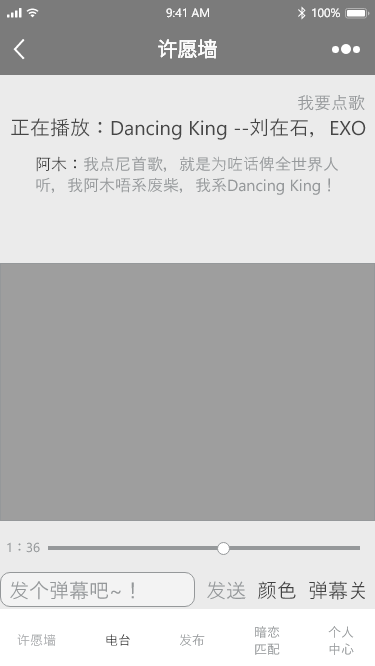 9:41 AM
100%
许愿墙
我要点歌
正在播放：Dancing King --刘在石，EXO
阿木：我点尼首歌，就是为咗话俾全世界人
听，我阿木唔系废柴，我系Dancing King！
1：36
发个弹幕吧~！
发送 颜色 弹幕关
许愿墙 电台 发布 暗恋匹配 个人中心